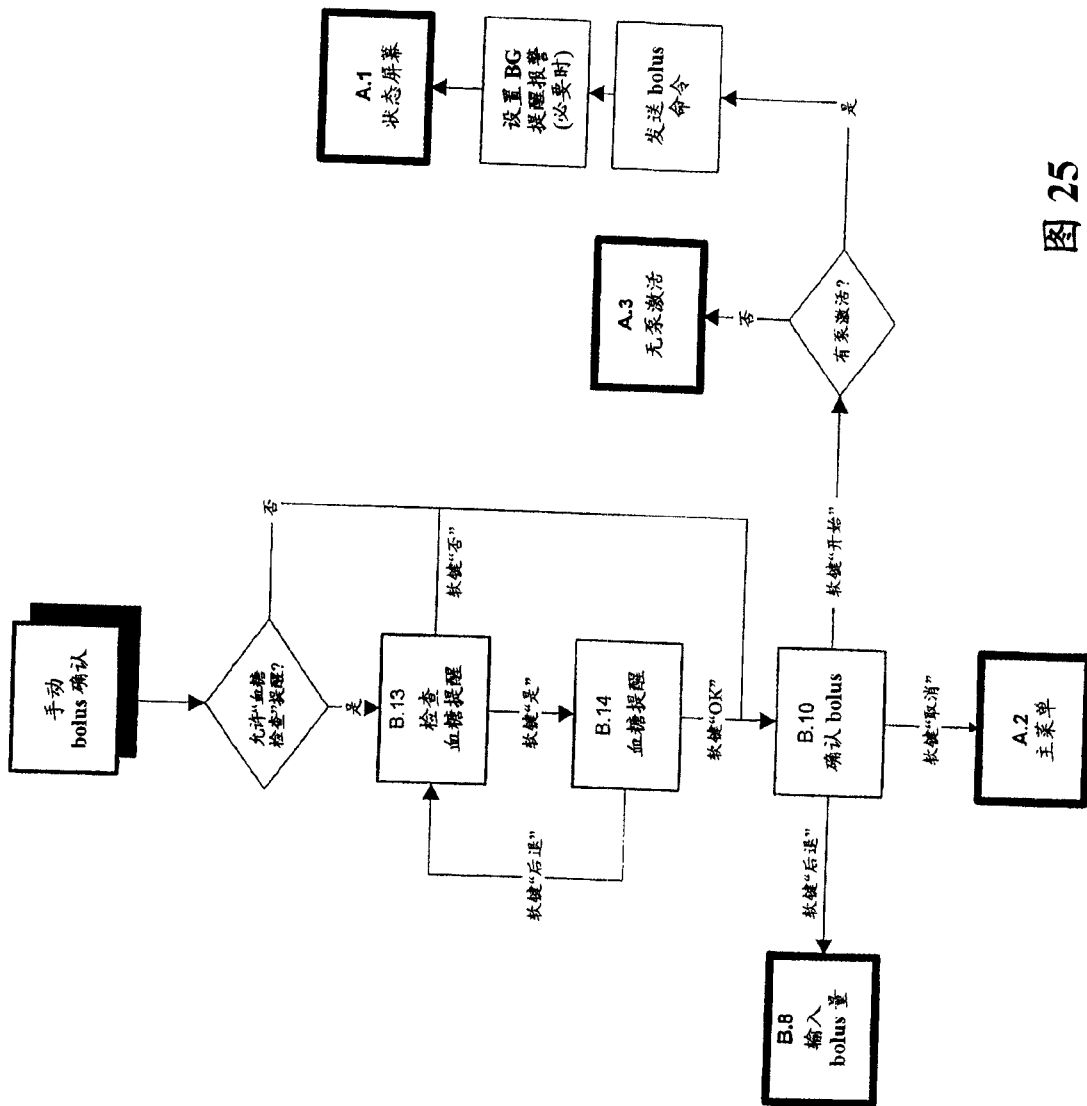 手动
bolus 确认
允许“血糖
检查”提醒?
是
否
B.13
检查
血糖提醒
软键“否”
软键“是”
B.14
血糖提醒
软键“后退”
软键“OK”
B.10
确认 bolus
软键“后退”
软键“取消”
软键“开始”
B.8
输入
bolus 量
A.2
主菜单
有泵激活?
否
是
A.3
无泵激活
发送 bolus
命令
设置 BG
提醒报警
(必要时)
A.1
状态屏幕
图 25